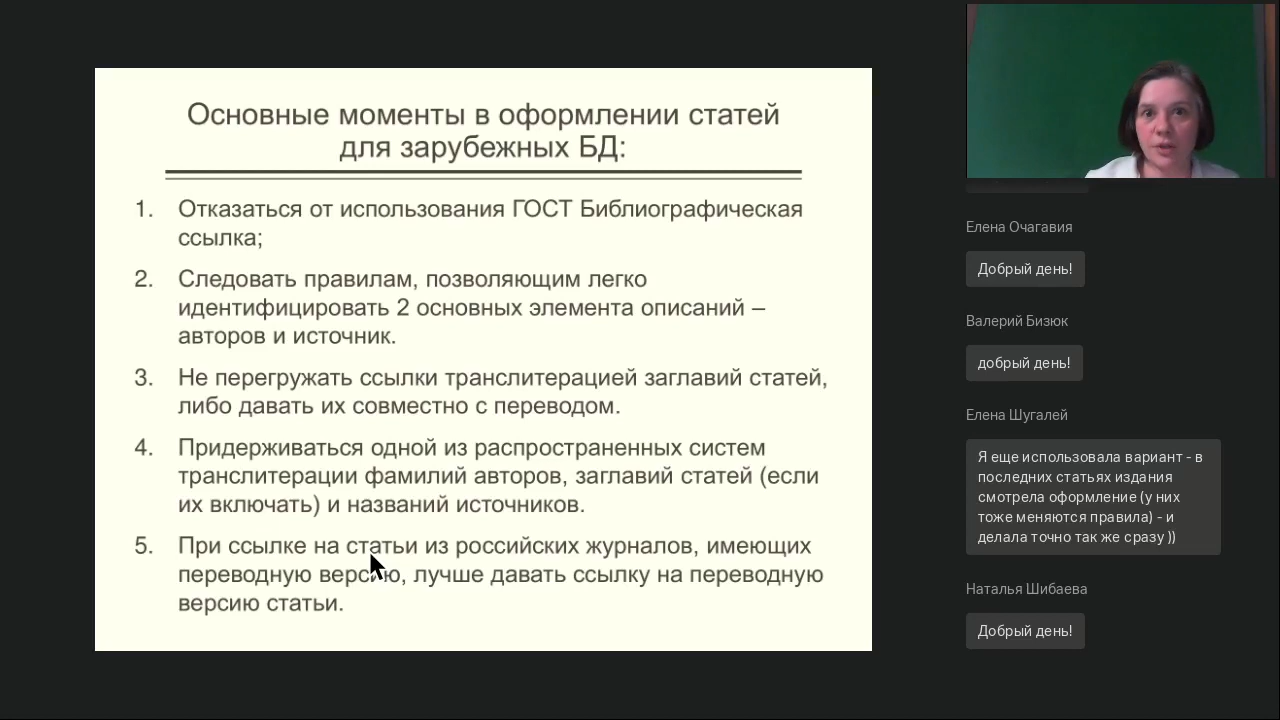 Основные моменты в оформлении статей
для зарубежных БД:
1. Отказаться от использования ГОСТ Библиографическая
ссылка;
2. Следовать правилам, позволяющим легко
идентифицировать 2 основных элемента описаний –
авторов и источник.
3. Не перегружать ссылки транслитерацией заглавий статей,
либо давать их совместно с переводом.
4. Придерживаться одной из распространенных систем
транслитерации фамилий авторов, заглавий статей (если
их включать) и названий источников.
5. При ссылке на статьи из российских журналов, имеющих
переводную версию, лучше давать ссылку на переводную
версию статьи.
Елена Очагавия
Добрый день!
Валерий Бизюк
добрый день!
Елена Шугалей
Я еще использовала вариант - в
последних статьях издания
смотрела оформление (у них
тоже меняются правила) - и
делала точно так же сразу ))
Наталья Шибаева
Добрый день!